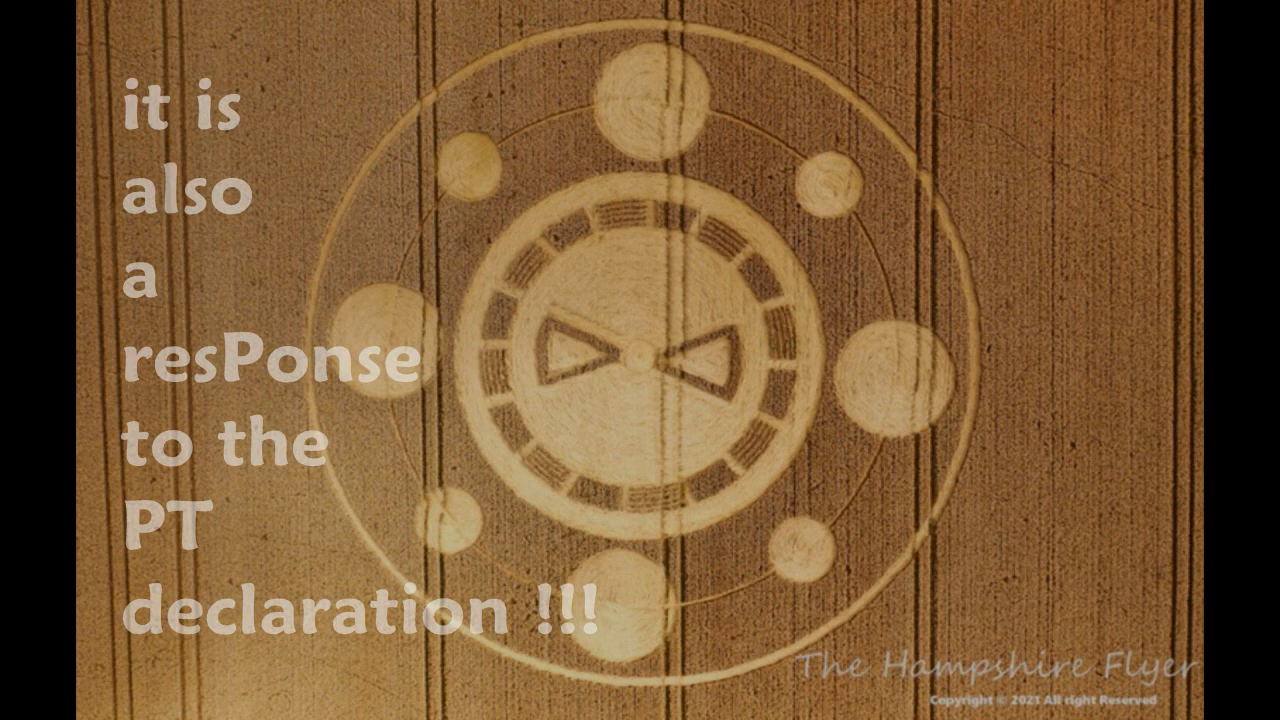 it is
also
a
resPonse
to the
PT
declaration !!!
The Hampshire Flyer
Copyright © 2021 All right Reserved